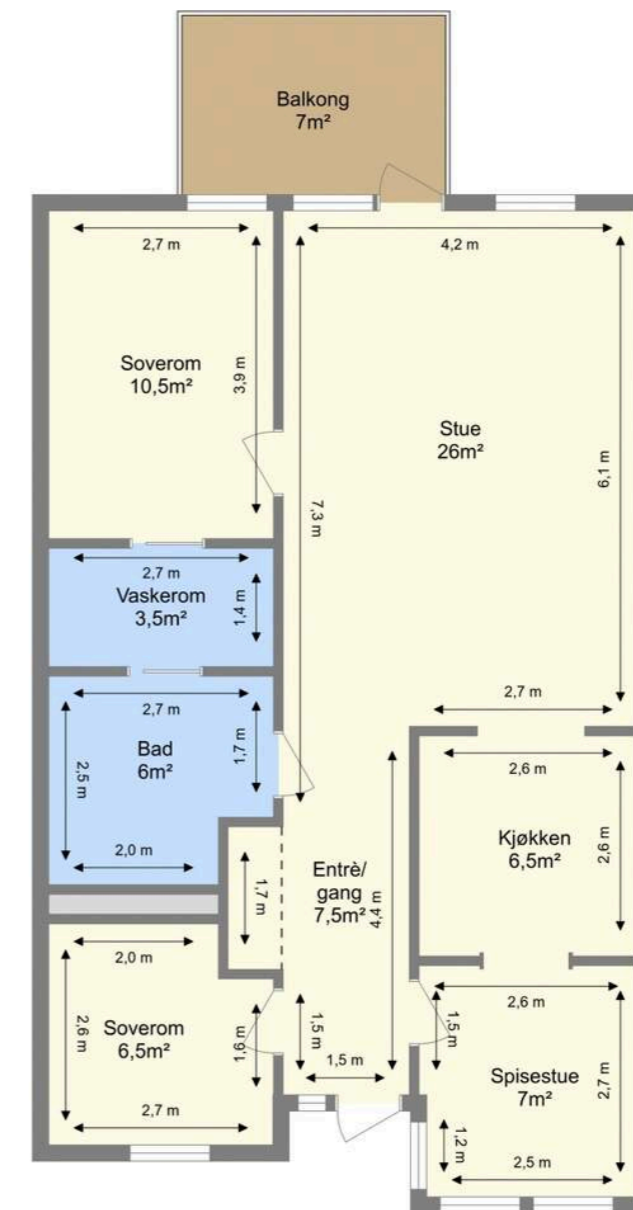 Balkong
7m²
2,7 m
4,2 m
Soverom
10,5m²
3,9 m
Stue
26m²
6,1 m
7,3 m
2,7 m
Vaskerom
3,5m²
1,4 m
2,7 m
2,7 m
Bad
6m²
1,7 m
2,5 m
2,0 m
2,6 m
Kjøkken
6,5m²
2,6 m
Entrè/
gang
7,5m²
4,4 m
1,7 m
2,0 m
Soverom
6,5m²
2,6 m
1,6 m
2,7 m
1,5 m
1,5 m
1,5 m
2,6 m
Spisestue
7m²
2,7 m
1,2 m
2,5 m